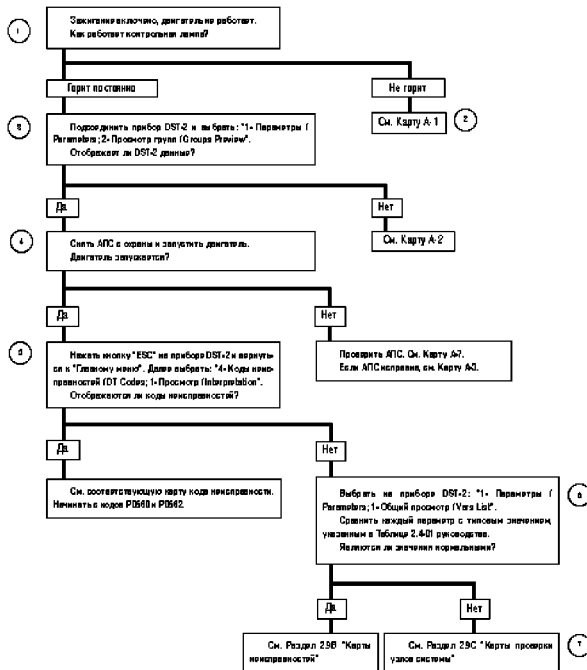 1
Зажигание включено, двигатель не работает.
Как работает контрольная лампа?
Горит постоянно
Не горит
3
Подсоединить прибор DST-2 и выбрать: "1- Параметры /
Parameters; 2- Просмотр групп /Groups Preview".
Отображает ли DST-2 данные?
См. Карту А-1
2
Да
Нет
4
Снять АПС с охраны и запустить двигатель.
Двигатель запускается?
См. Карту А-2
Да
Нет
5
Нажать кнопку "ESC" на приборе DST-2 и вернуть-
ся к "Главному меню". Далее выбрать: "4- Коды неис-
правностей /DT Codes; 1- Просмотр /Interpretation".
Отображаются ли коды неисправностей?
Проверить АПС. См. Карту А-7.
Если АПС исправна, см. Карту А-3.
Да
Нет
См. соответствующую карту кода неисправности.
Начинать с кодов и
Выбрать на приборе DST-2: "1- Параметры /
Parameters; 1- Общий просмотр /Vars List".
Сравнить каждый параметр с типовым значением,
указанным в Таблице 2.4-01 руководства.
Являются ли значения нормальными?
6
Да
Нет
См. Раздел 2.9В "Карты
неисправностей"
См. Раздел 2.9С "Карты проверки
узлов системы"
7